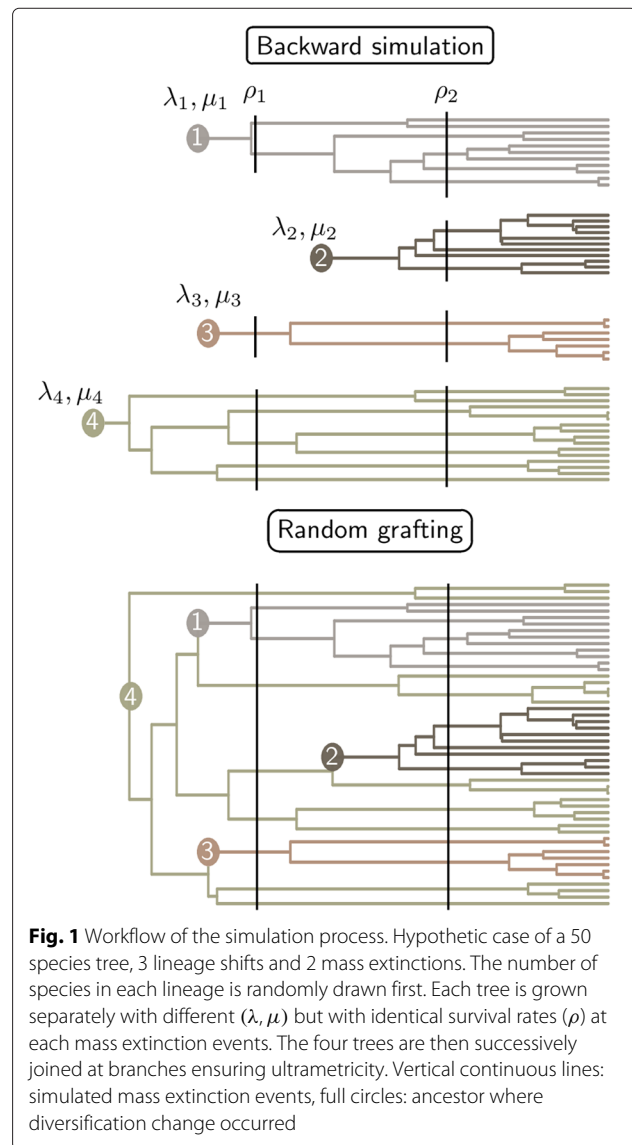 Backward simulation
λ1, μ1 ρ1 ρ2
1
λ2, μ2
2
λ3, μ3
3
λ4, μ4
4
Random grafting
1
4
2
3
Fig. 1 Workflow of the simulation process. Hypothetic case of a 50
species tree, 3 lineage shifts and 2 mass extinctions. The number of
species in each lineage is randomly drawn first. Each tree is grown
separately with different (λ, μ) but with identical survival rates (ρ) at
each mass extinction events. The four trees are then successively
joined at branches ensuring ultrametricity. Vertical continuous lines:
simulated mass extinction events, full circles: ancestor where
diversification change occurred